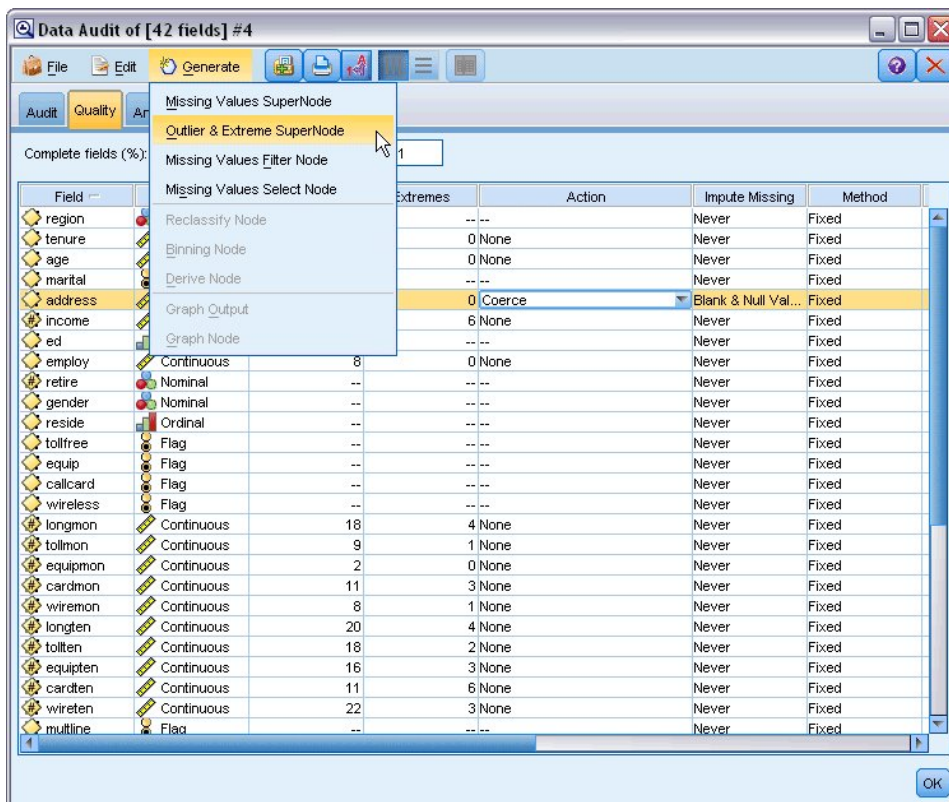 Data Audit of [42 fields] #4
File Edit Generate
Audit Quality An
Missing Values SuperNode
Outlier & Extreme SuperNode
Missing Values Filter Node
Missing Values Select Node
Reclassify Node
Binning Node
Derive Node
Graph Output
Graph Node
Complete fields (%): 1
Field Extremes Action Impute Missing Method
region -- -- Never Fixed
tenure 0 None Never Fixed
age 0 None Never Fixed
marital -- -- Never Fixed
address 0 Coerce Blank & Null Val... Fixed
income 6 None Never Fixed
ed -- -- Never Fixed
employ Continuous 8 0 None Never Fixed
retire Nominal -- -- -- Never Fixed
gender Nominal -- -- -- Never Fixed
reside Ordinal -- -- -- Never Fixed
tollfree Flag -- -- -- Never Fixed
equip Flag -- -- -- Never Fixed
callcard Flag -- -- -- Never Fixed
wireless Flag -- -- -- Never Fixed
longmon Continuous 18 4 None Never Fixed
tollmon Continuous 9 1 None Never Fixed
equipmon Continuous 2 0 None Never Fixed
cardmon Continuous 11 3 None Never Fixed
wiremon Continuous 8 1 None Never Fixed
longten Continuous 20 4 None Never Fixed
tollten Continuous 18 2 None Never Fixed
equipten Continuous 16 3 None Never Fixed
cardten Continuous 11 6 None Never Fixed
wireten Continuous 22 3 None Never Fixed
multline Flag -- -- -- Never Fixed
OK